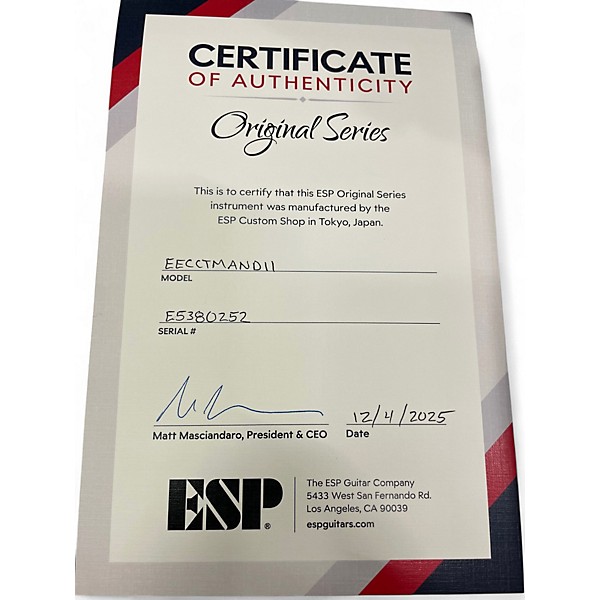 CERTIFICATE
OF AUTHENTICITY
Original Series
This is to certify that this ESP Original Series
instrument was manufactured by the
ESP Custom Shop in Tokyo, Japan.
EECCTMANDII
MODEL
E5380252
SERIAL #
12/4/2025
Matt Masciandaro, President & CEO Date
ESP®
The ESP Guitar Company
5433 West San Fernando Rd.
Los Angeles, CA 90039
espguitars.com